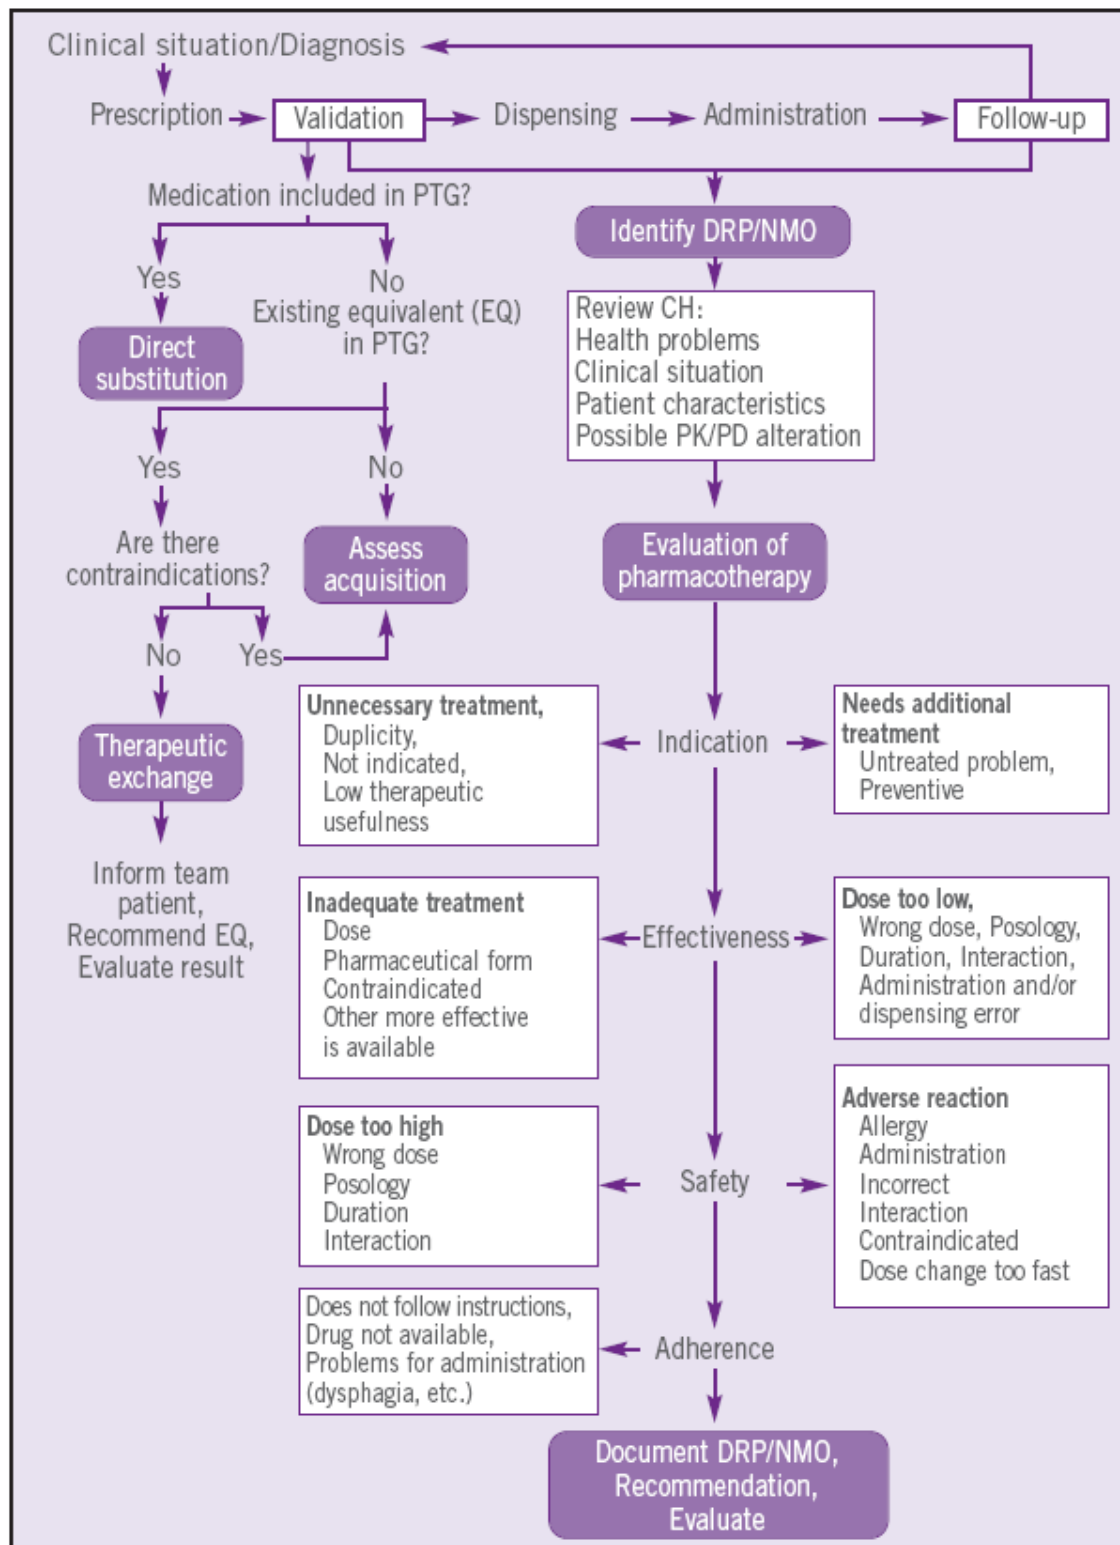 Clinical situation/Diagnosis
Prescription
Validation
Dispensing
Administration
Follow-up
Medication included in PTG?
Yes
No
Existing equivalent (EQ)
in PTG?
Direct
substitution
Yes
No
Are there
contraindications?
Assess
acquisition
No
Yes
Therapeutic
exchange
Inform team
patient,
Recommend EQ,
Evaluate result
Identify DRP/NMO
Review CH:
Health problems
Clinical situation
Patient characteristics
Possible PK/PD alteration
Evaluation of
pharmacotherapy
Unnecessary treatment,
Duplicity,
Not indicated,
Low therapeutic
usefulness
Indication
Needs additional
treatment
Untreated problem,
Preventive
Inadequate treatment
Dose
Pharmaceutical form
Contraindicated
Other more effective
is available
Effectiveness
Dose too low,
Wrong dose, Posology,
Duration, Interaction,
Administration and/or
dispensing error
Dose too high
Wrong dose
Posology
Duration
Interaction
Safety
Adverse reaction
Allergy
Administration
Incorrect
Interaction
Contraindicated
Dose change too fast
Does not follow instructions,
Drug not available,
Problems for administration
(dysphagia, etc.)
Adherence
Document DRP/NMO,
Recommendation,
Evaluate